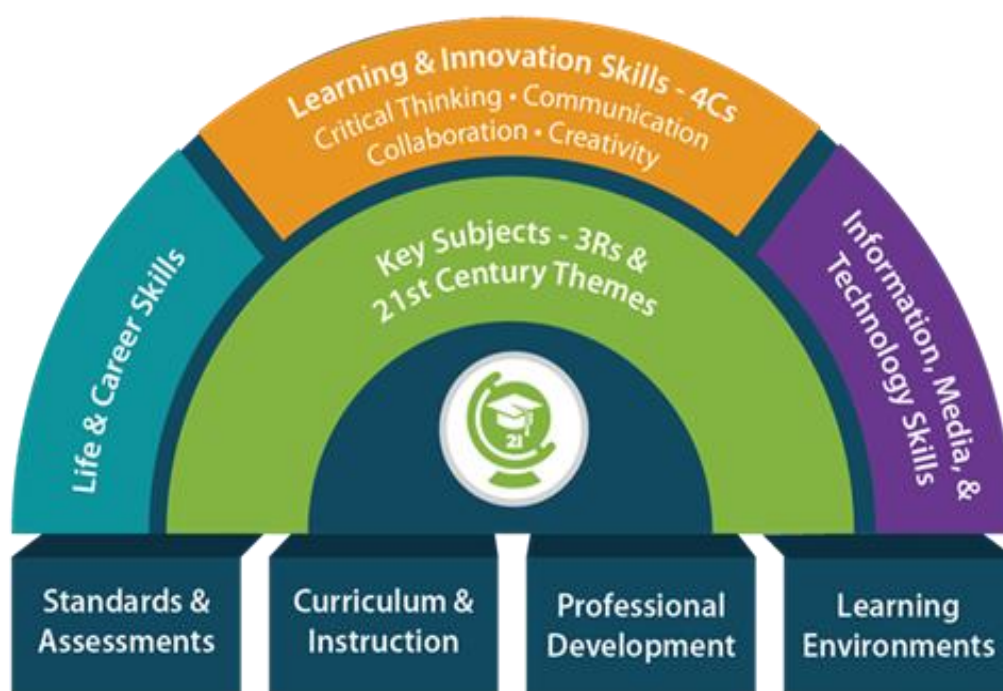 Learning & Innovation Skills - 4Cs
Critical Thinking • Communication
Collaboration • Creativity
Life & Career Skills
Key Subjects - 3Rs &
21st Century Themes
Information, Media, &
Technology Skills
21
Standards &
Assessments
Curriculum &
Instruction
Professional
Development
Learning
Environments